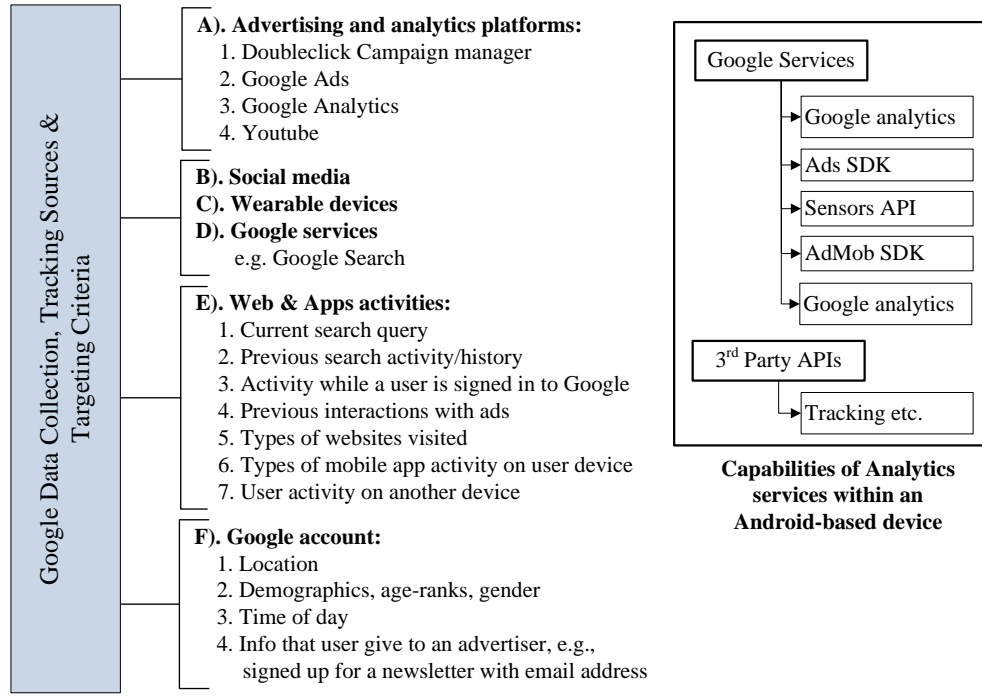 Google Data Collection, Tracking Sources &
Targeting Criteria
A). Advertising and analytics platforms:
1. Doubleclick Campaign manager
2. Google Ads
3. Google Analytics
4. Youtube
B). Social media
C). Wearable devices
D). Google services
e.g. Google Search
E). Web & Apps activities:
1. Current search query
2. Previous search activity/history
3. Activity while a user is signed in to Google
4. Previous interactions with ads
5. Types of websites visited
6. Types of mobile app activity on user device
7. User activity on another device
F). Google account:
1. Location
2. Demographics, age-ranks, gender
3. Time of day
4. Info that user give to an advertiser, e.g.,
signed up for a newsletter with email address
Google Services
Google analytics
Ads SDK
Sensors API
AdMob SDK
Google analytics
3rd Party APIs
Tracking etc.
Capabilities of Analytics
services within an
Android-based device